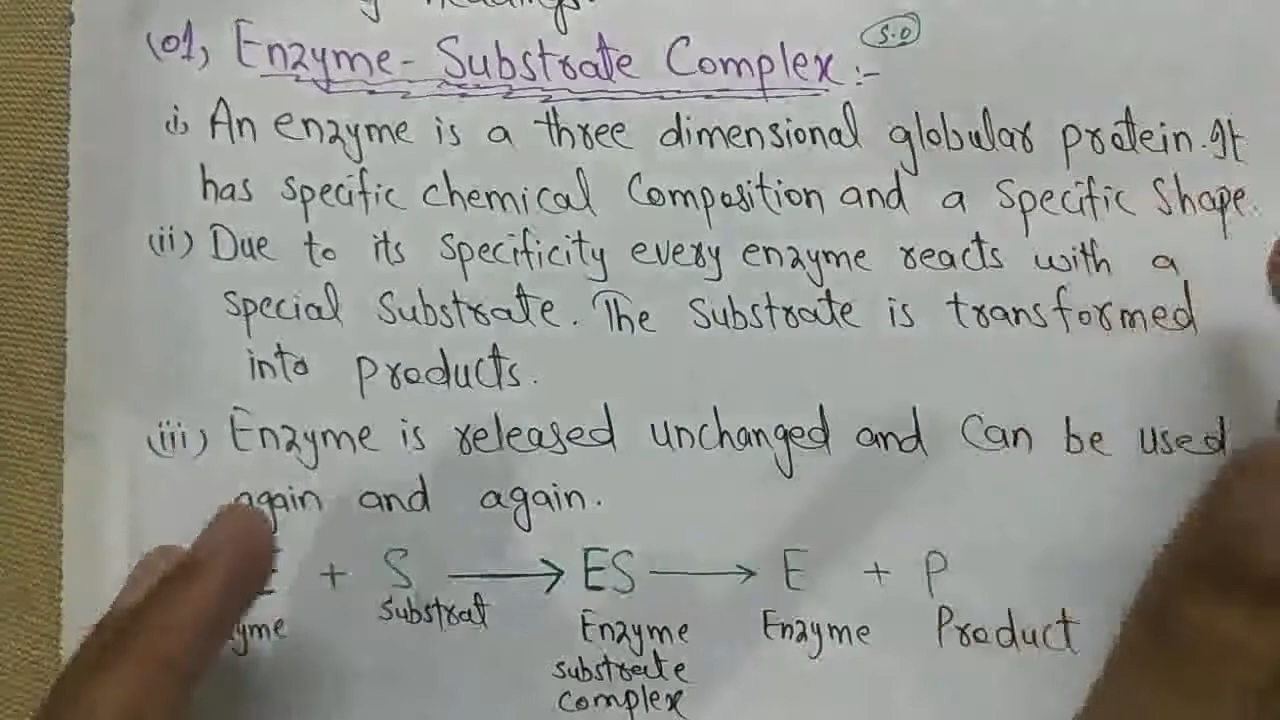 (01) Enzyme-Substrate Complex :- S.O
i) An enzyme is a three dimensional globular protein. It
has specific chemical Composition and a Specific Shape.
(ii) Due to its specificity every enzyme reacts with a
special Substrate. The Substrate is transformed
into products.
(iii) Enzyme is released unchanged and Can be used
again and again.
E + S ⟶ ES ⟶ E + P
Substrat Enzyme Enzyme Product
substrate
complex